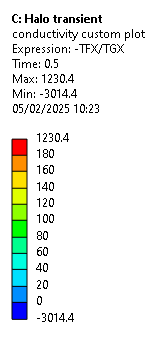 C: Halo transient
conductivity custom plot
Expression: -TFX/TGX
Time: 0.5
Max: 1230.4
Min: -3014.4
05/02/2025 10:23
1230.4
180
160
140
120
100
80
60
40
20
0
-3014.4